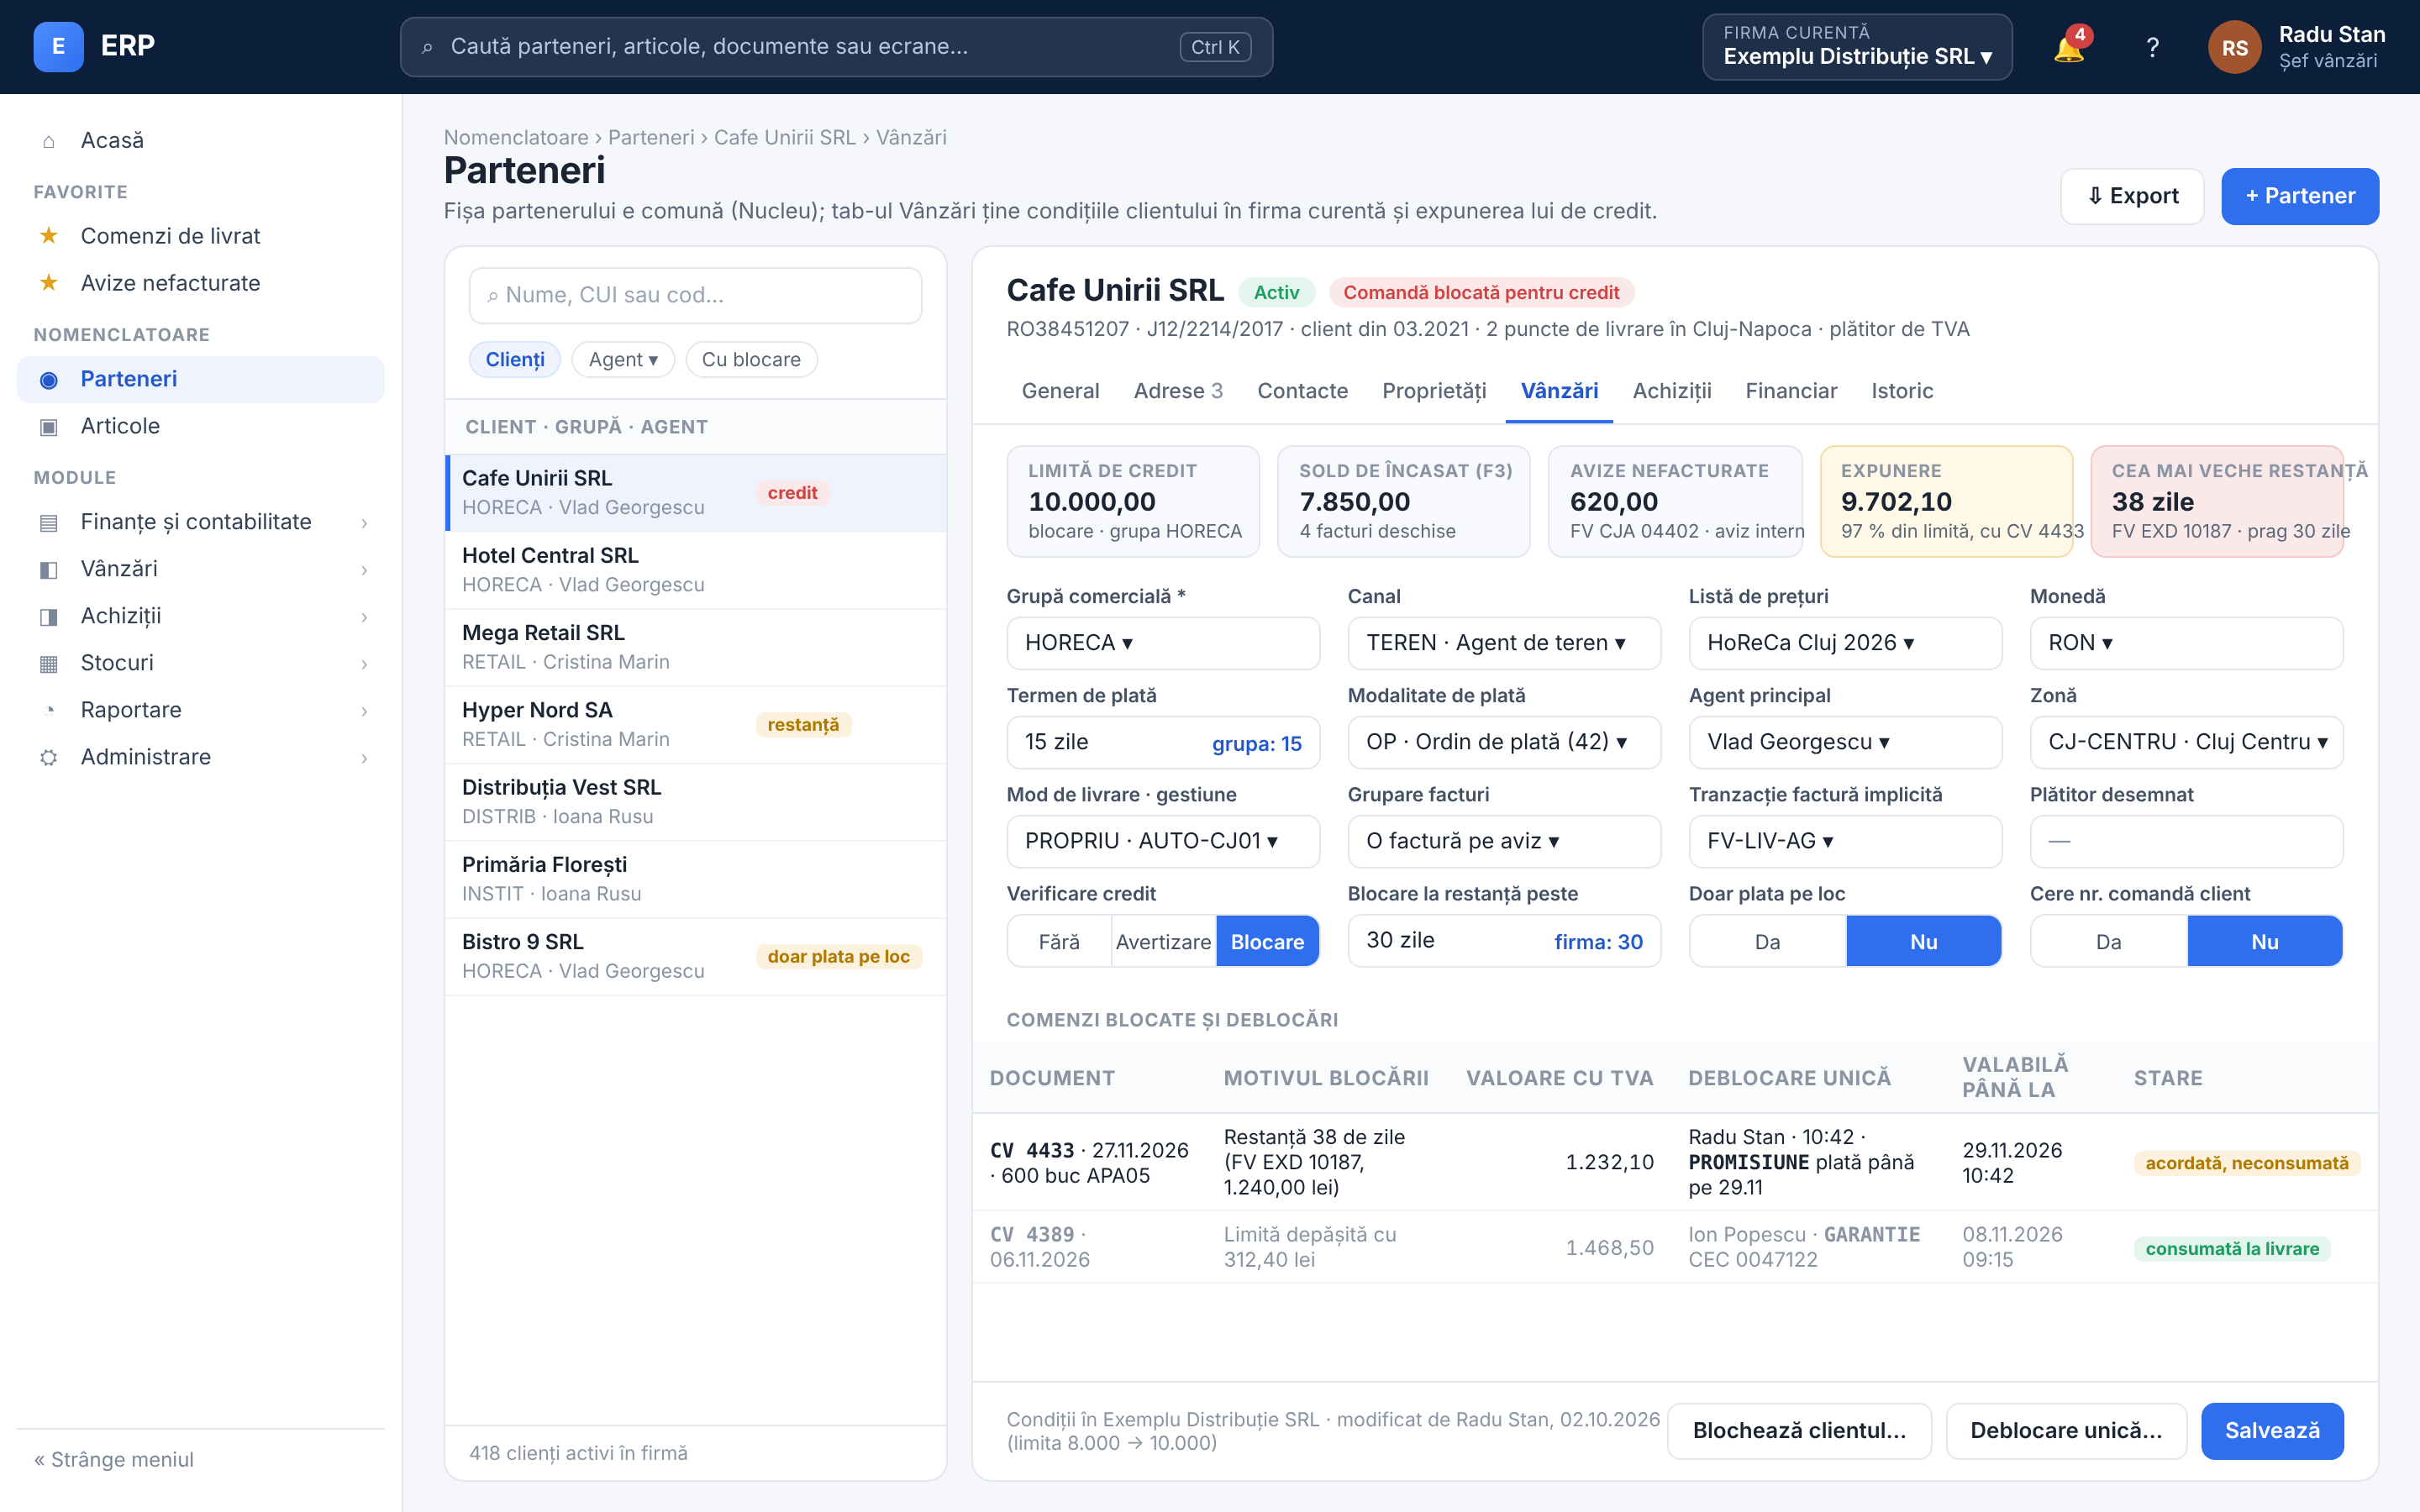 E ERP
Caută parteneri, articole, documente sau ecrane... Ctrl K
FIRMA CURENTĂ
Exemplu Distribuție SRL ▾
4
?
RS
Radu Stan
Șef vânzări
Acasă
FAVORITE
★ Comenzi de livrat
★ Avize nefacturate
NOMENCLATOARE
Parteneri
Articole
MODULE
Finanțe și contabilitate ›
Vânzări ›
Achiziții ›
Stocuri ›
Raportare ›
Administrare ›
« Strânge meniul
Nomenclatoare › Parteneri › Cafe Unirii SRL › Vânzări
Parteneri
Fișa partenerului e comună (Nucleu); tab-ul Vânzări ține condițiile clientului în firma curentă și expunerea lui de credit.
⇩ Export
+ Partener
Nume, CUI sau cod...
Clienți Agent ▾ Cu blocare
CLIENT · GRUPĂ · AGENT
Cafe Unirii SRL
HORECA · Vlad Georgescu
credit
Hotel Central SRL
HORECA · Vlad Georgescu
Mega Retail SRL
RETAIL · Cristina Marin
Hyper Nord SA
RETAIL · Cristina Marin
restanță
Distribuția Vest SRL
DISTRIB · Ioana Rusu
Primăria Florești
INSTIT · Ioana Rusu
Bistro 9 SRL
HORECA · Vlad Georgescu
doar plata pe loc
418 clienți activi în firmă
Cafe Unirii SRL Activ Comandă blocată pentru credit
RO38451207 · J12/2214/2017 · client din 03.2021 · 2 puncte de livrare în Cluj-Napoca · plătitor de TVA
General Adrese 3 Contacte Proprietăți Vânzări Achiziții Financiar Istoric
LIMITĂ DE CREDIT
10.000,00
blocare · grupa HORECA
SOLD DE ÎNCASAT (F3)
7.850,00
4 facturi deschise
AVIZE NEFACTURATE
620,00
FV CJA 04402 · aviz intern
EXPUNERE
9.702,10
97 % din limită, cu CV 4433
CEA MAI VECHE RESTANȚĂ
38 zile
FV EXD 10187 · prag 30 zile
Grupă comercială * Canal Listă de prețuri Monedă
HORECA ▾ TEREN · Agent de teren ▾ HoReCa Cluj 2026 ▾ RON ▾
Termen de plată Modalitate de plată Agent principal Zonă
15 zile grupa: 15 OP · Ordin de plată (42) ▾ Vlad Georgescu ▾ CJ-CENTRU · Cluj Centru ▾
Mod de livrare · gestiune Grupare facturi Tranzacție factură implicită Plătitor desemnat
PROPRIU · AUTO-CJ01 ▾ O factură pe aviz ▾ FV-LIV-AG ▾ —
Verificare credit Blocare la restanță peste Doar plata pe loc Cere nr. comandă client
Fără Avertizare Blocare 30 zile firma: 30 Da Nu Da Nu
COMENZI BLOCATE ȘI DEBLOCĂRI
DOCUMENT MOTIVUL BLOCĂRII VALOARE CU TVA DEBLOCARE UNICĂ VALABILĂ PÂNĂ LA STARE
CV 4433 · 27.11.2026
· 600 buc APA05
Restanță 38 de zile
(FV EXD 10187,
1.240,00 lei)
1.232,10
Radu Stan · 10:42 ·
PROMISIUNE plată până
pe 29.11
29.11.2026
10:42
acordată, neconsumată
CV 4389 ·
06.11.2026
Limită depășită cu
312,40 lei
1.468,50
Ion Popescu · GARANTIE
CEC 0047122
08.11.2026
09:15
consumată la livrare
Condiții în Exemplu Distribuție SRL · modificat de Radu Stan, 02.10.2026
(limita 8.000 → 10.000)
Blochează clientul... Deblocare unică... Salvează